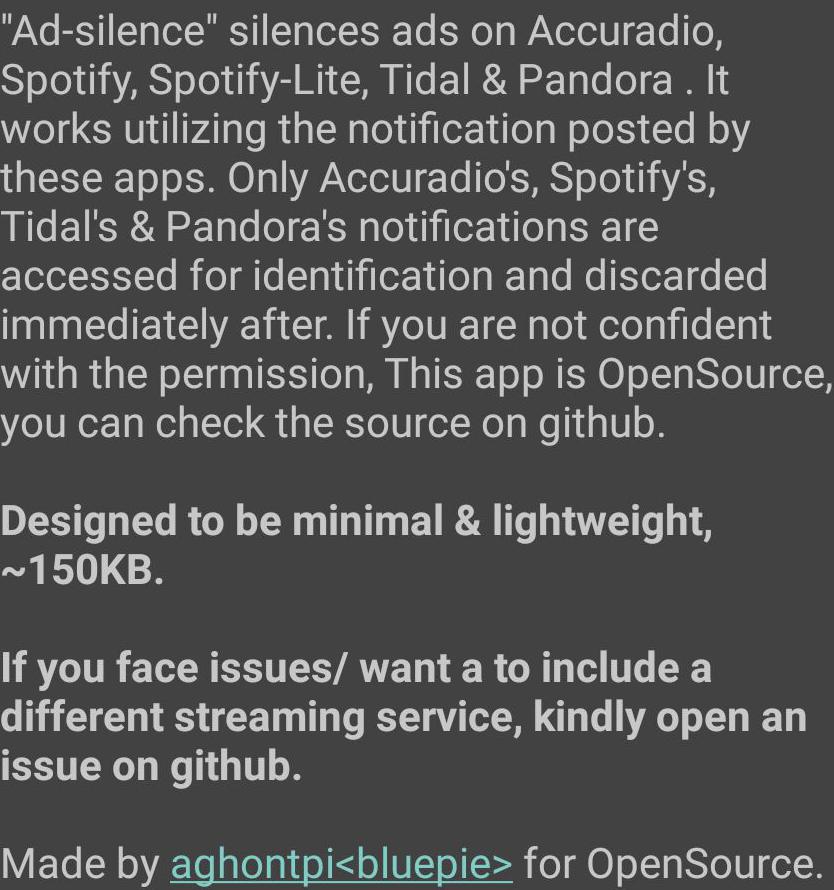 "Ad-silence" silences ads on Accuradio,
Spotify, Spotify-Lite, Tidal & Pandora . It
works utilizing the notification posted by
these apps. Only Accuradio's, Spotify's,
Tidal's & Pandora's notifications are
accessed for identification and discarded
immediately after. If you are not confident
with the permission, This app is OpenSource,
you can check the source on github.
Designed to be minimal & lightweight,
~150KB.
If you face issues/ want a to include a
different streaming service, kindly open an
issue on github.
Made by aghontpi<bluepie> for OpenSource.